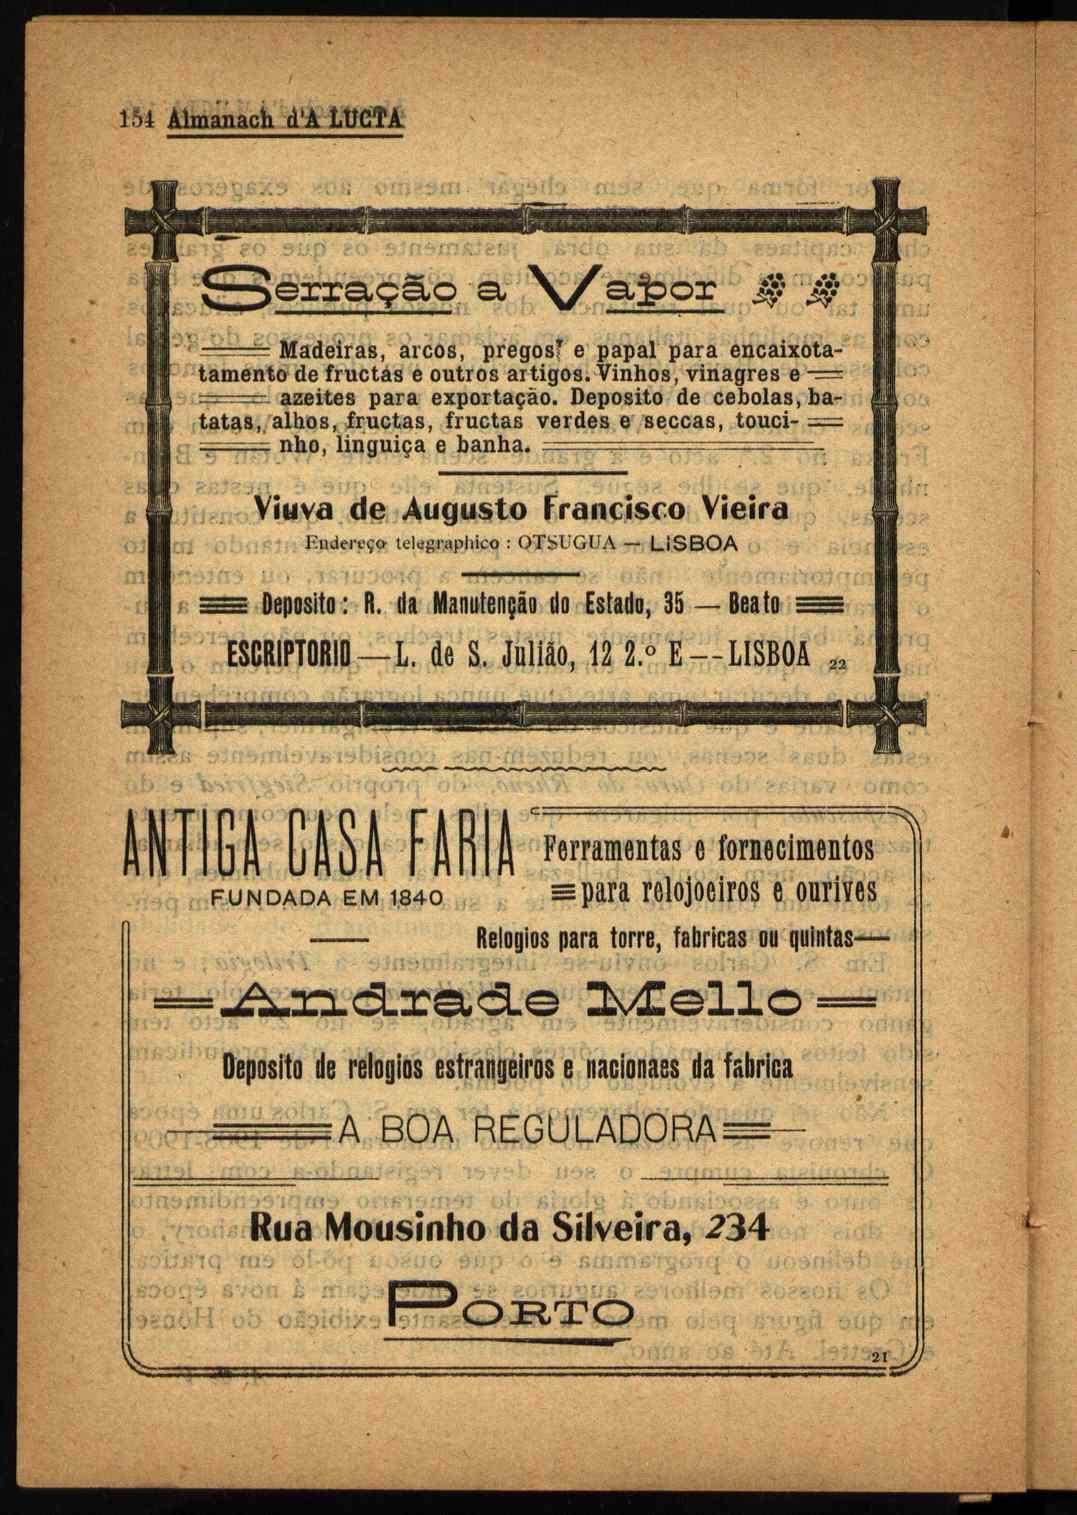 154 Almanach d'A LUCTA
Serração a Vapor
Madeiras, arcos, pregos e papal para encaixota-
tamento de fructas e outros artigos. Vinhos, vinagres e
azeites para exportação. Deposito de cebolas, ba-
tatas, alhos, fructas, fructas verdes e seccas, touci-
nho, linguiça e banha.
Viuva de Augusto Francisco Vieira
Endereço telegraphico : OTSUGUA — LISBOA
Deposito : R. da Manutenção do Estado, 35 — Beato
ESCRIPTORIO — L. de S. Julião, 12 2.º E -- LISBOA 22
ANTIGA CASA FARIA
FUNDADA EM 1840
Ferramentas e fornecimentos
para relojoeiros e ourives
Relogios para torre, fabricas ou quintas—
Andrade Mello
Deposito de relogios estrangeiros e nacionaes da fabrica
A BOA REGULADORA
Rua Mousinho da Silveira, 234
PORTO
21